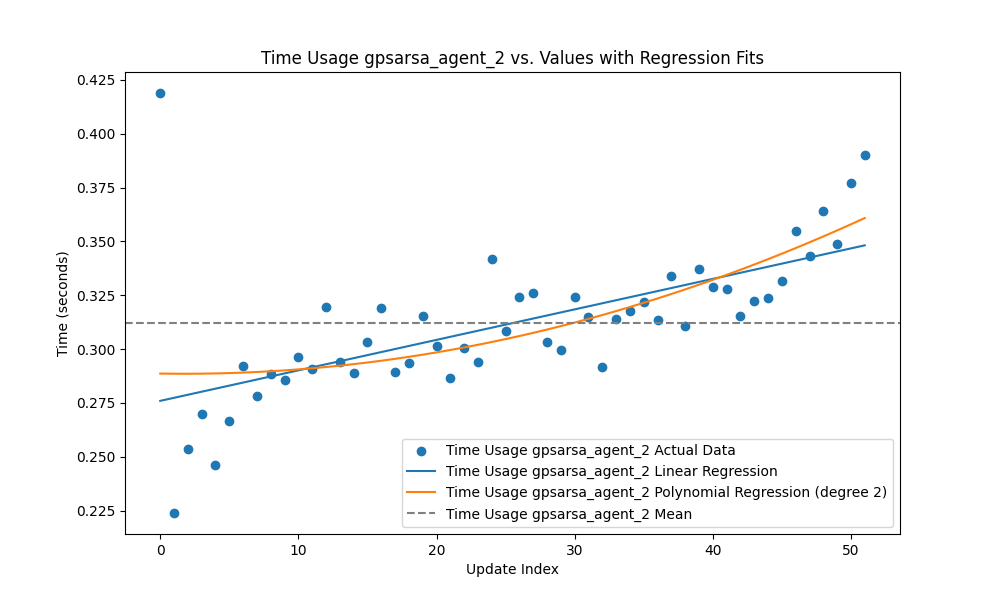 Time Usage gpsarsa_agent_2 vs. Values with Regression Fits
0.425
0.400
0.375
0.350
0.325
0.300
0.275
0.250
0.225
Time (seconds)
Time Usage gpsarsa_agent_2 Actual Data
Time Usage gpsarsa_agent_2 Linear Regression
Time Usage gpsarsa_agent_2 Polynomial Regression (degree 2)
Time Usage gpsarsa_agent_2 Mean
0 10 20 30 40 50
Update Index